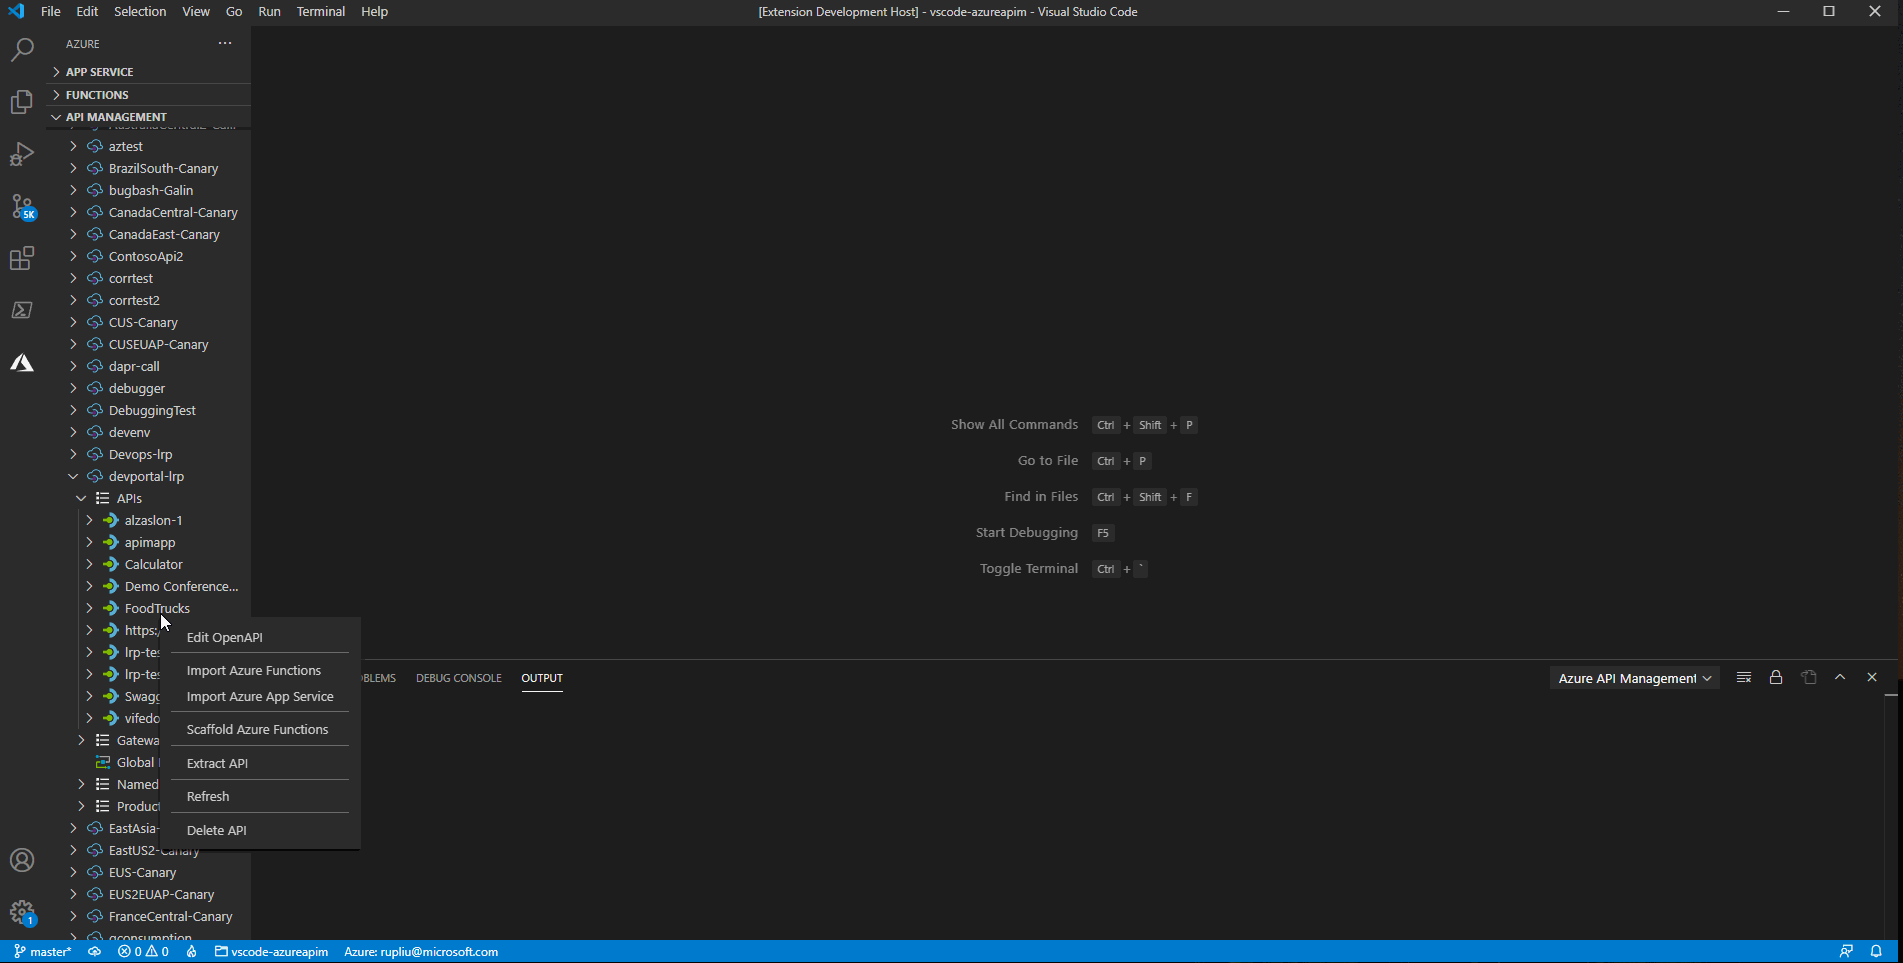 File Edit Selection View Go Run Terminal Help
[Extension Development Host] - vscode-azureapim - Visual Studio Code
AZURE
APP SERVICE
FUNCTIONS
API MANAGEMENT
aztest
BrazilSouth-Canary
bugbash-Galin
CanadaCentral-Canary
CanadaEast-Canary
ContosoApi2
corrtest
corrtest2
CUS-Canary
CUSEUAP-Canary
dapr-call
debugger
DebuggingTest
devenv
Devops-lrp
devportal-lrp
APIs
alzaslon-1
apimapp
Calculator
Demo Conference...
FoodTrucks
https:/
lrp-tes
lrp-tes
Swagg
vifedo
Gatewa
Global
Named
Product
EastAsia-
EastUS2-Canary
EUS-Canary
EUS2EUAP-Canary
FranceCentral-Canary
qconsumption
5K
1
Edit OpenAPI
Import Azure Functions
Import Azure App Service
Scaffold Azure Functions
Extract API
Refresh
Delete API
Show All Commands Ctrl + Shift + P
Go to File Ctrl + P
Find in Files Ctrl + Shift + F
Start Debugging F5
Toggle Terminal Ctrl + `
OBLEMS DEBUG CONSOLE OUTPUT
Azure API Management
master* 0 0 vscode-azureapim Azure: rupliu@microsoft.com